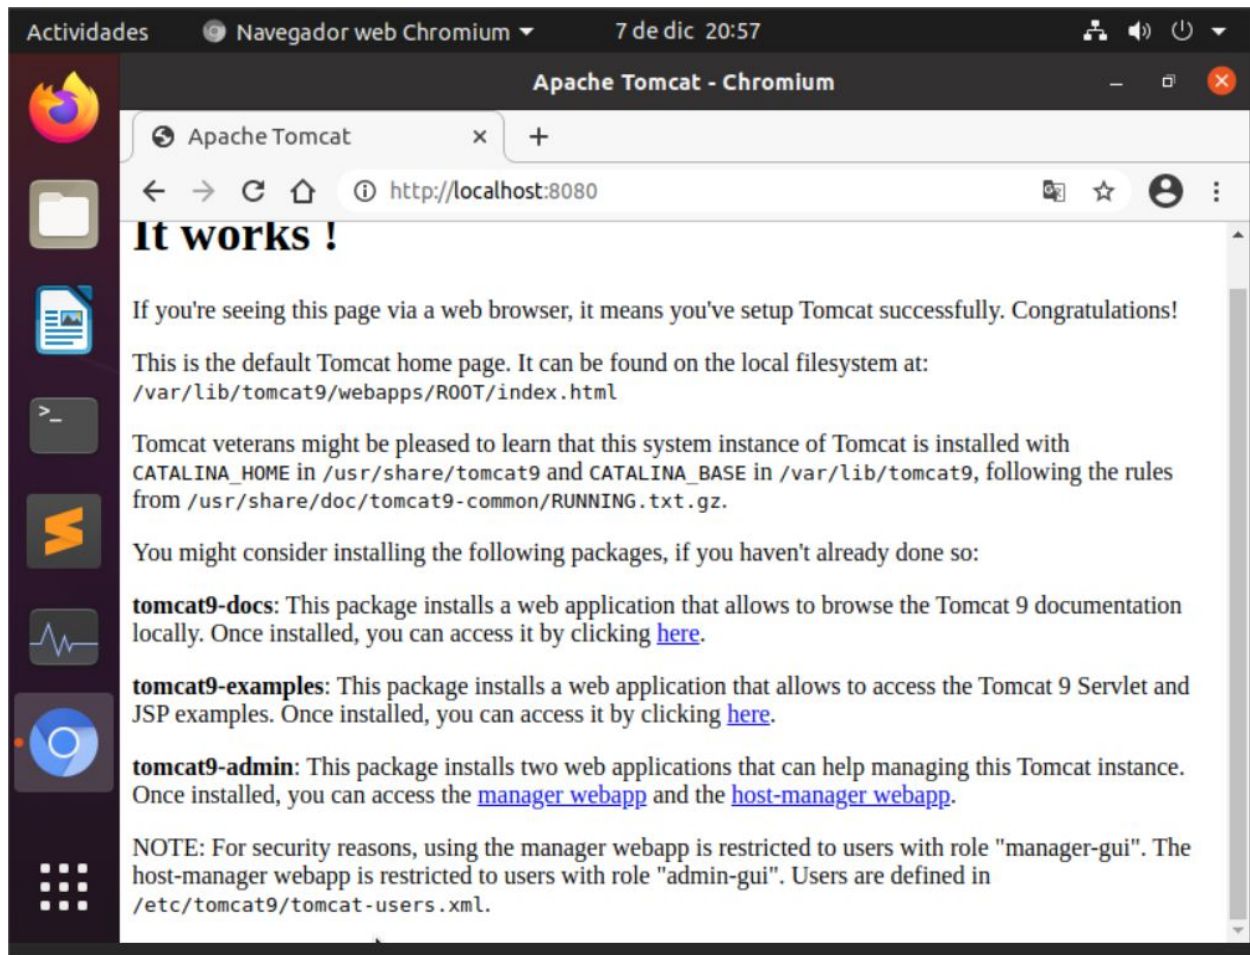 Actividades Navegador web Chromium 7 de dic 20:57
Apache Tomcat - Chromium
Apache Tomcat
http://localhost:8080
It works !
If you're seeing this page via a web browser, it means you've setup Tomcat successfully. Congratulations!
This is the default Tomcat home page. It can be found on the local filesystem at:
/var/lib/tomcat9/webapps/ROOT/index.html
Tomcat veterans might be pleased to learn that this system instance of Tomcat is installed with
CATALINA_HOME in /usr/share/tomcat9 and CATALINA_BASE in /var/lib/tomcat9, following the rules
from /usr/share/doc/tomcat9-common/RUNNING.txt.gz.
You might consider installing the following packages, if you haven't already done so:
tomcat9-docs: This package installs a web application that allows to browse the Tomcat 9 documentation
locally. Once installed, you can access it by clicking here.
tomcat9-examples: This package installs a web application that allows to access the Tomcat 9 Servlet and
JSP examples. Once installed, you can access it by clicking here.
tomcat9-admin: This package installs two web applications that can help managing this Tomcat instance.
Once installed, you can access the manager webapp and the host-manager webapp.
NOTE: For security reasons, using the manager webapp is restricted to users with role "manager-gui". The
host-manager webapp is restricted to users with role "admin-gui". Users are defined in
/etc/tomcat9/tomcat-users.xml.